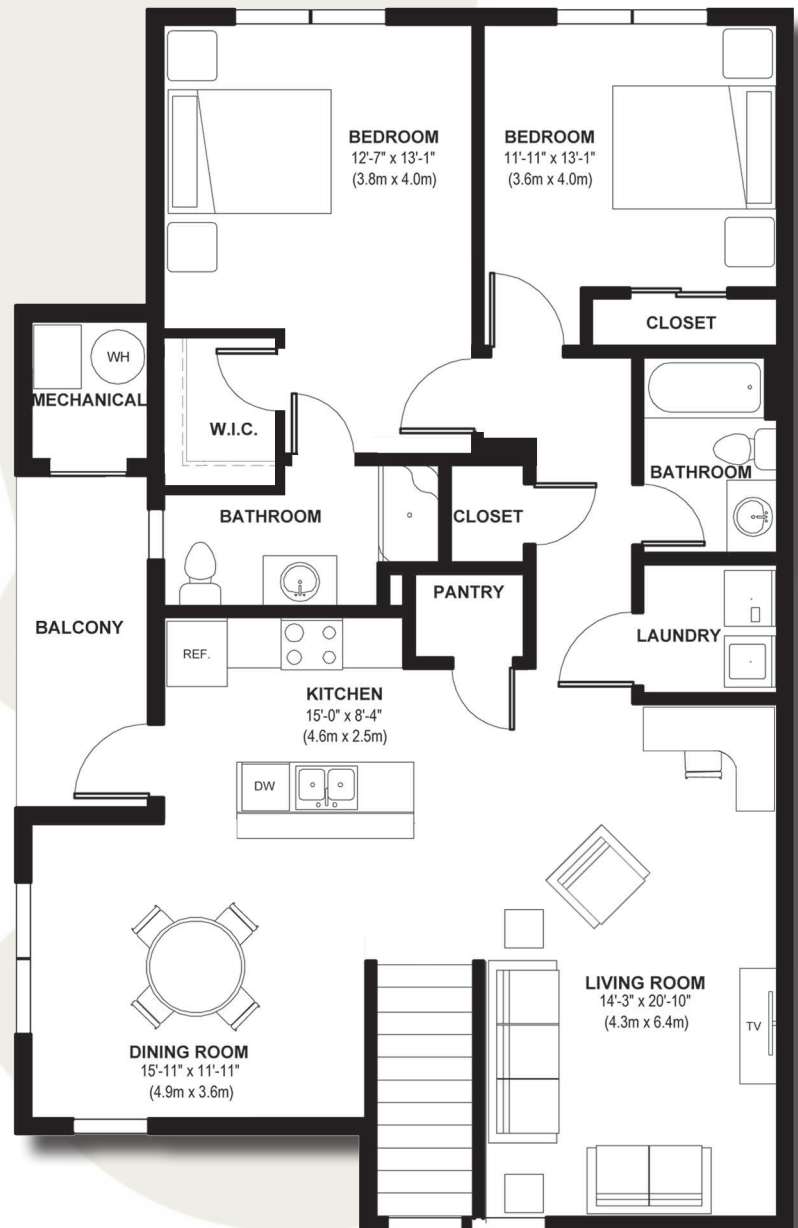 BEDROOM
12'-7" x 13'-1"
(3.8m x 4.0m)
BEDROOM
11'-11" x 13'-1"
(3.6m x 4.0m)
CLOSET
WH
MECHANICAL
W.I.C.
BATHROOM
BATHROOM
CLOSET
PANTRY
BALCONY
LAUNDRY
REF.
KITCHEN
15'-0" x 8'-4"
(4.6m x 2.5m)
DW
LIVING ROOM
14'-3" x 20'-10"
(4.3m x 6.4m)
TV
DINING ROOM
15'-11" x 11'-11"
(4.9m x 3.6m)